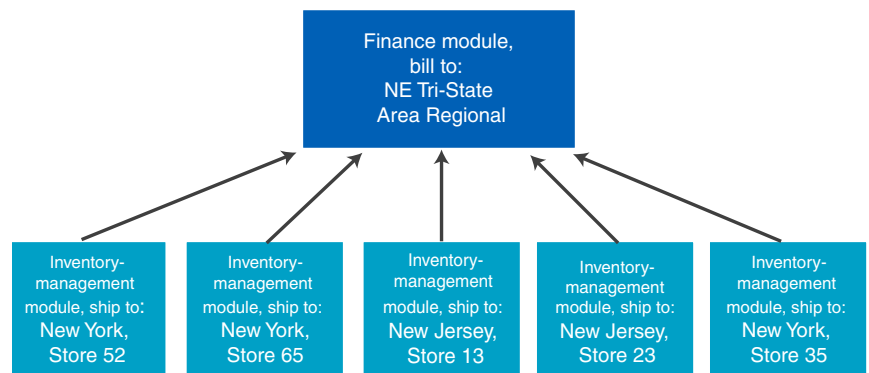 Finance module,
bill to:
NE Tri-State
Area Regional
Inventory-
management
module, ship to:
New York,
Store 52
Inventory-
management
module, ship to:
New York,
Store 65
Inventory-
management
module, ship to:
New Jersey,
Store 13
Inventory-
management
module, ship to:
New Jersey,
Store 23
Inventory-
management
module, ship to:
New York,
Store 35